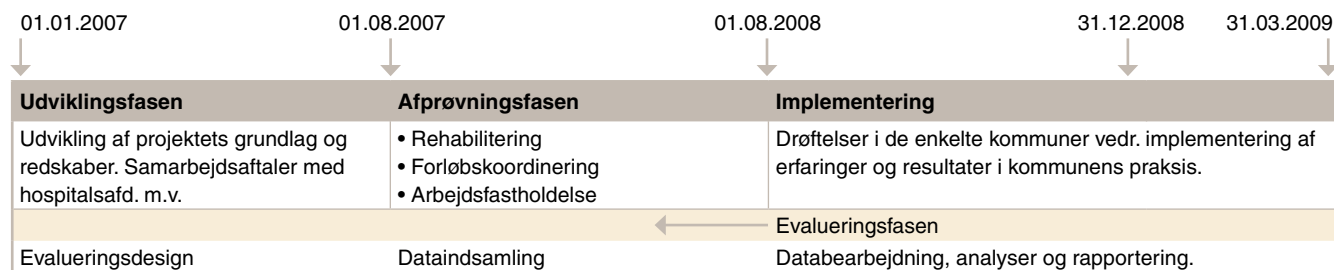 01.01.2007 01.08.2007 01.08.2008 31.12.2008 31.03.2009
Udviklingsfasen Afprøvningsfasen Implementering
Udvikling af projektets grundlag og
redskaber. Samarbejdsaftaler med
hospitalsafd. m.v.
• Rehabilitering
• Forløbskoordinering
• Arbejdsfastholdelse
Drøftelser i de enkelte kommuner vedr. implementering af
erfaringer og resultater i kommunens praksis.
Evalueringsfasen
Evalueringsdesign Dataindsamling Databearbejdning, analyser og rapportering.